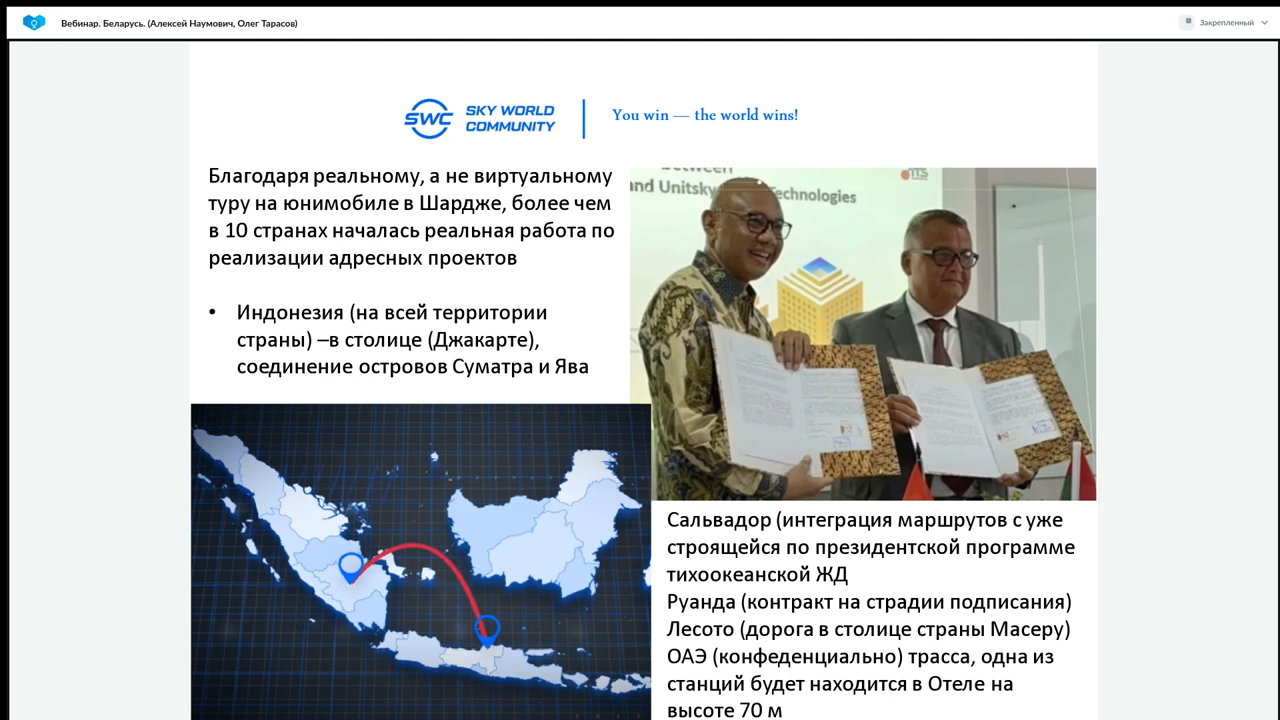 Вебинар. Беларусь. (Алексей Наумович, Олег Тарасов)
Закрепленный
SWC
SKY WORLD
COMMUNITY
You win — the world wins!
Благодаря реальному, а не виртуальному
туру на юнимобиле в Шардже, более чем
в 10 странах началась реальная работа по
реализации адресных проектов
• Индонезия (на всей территории
страны) –в столице (Джакарте),
соединение островов Суматра и Ява
between
and Unitsky Technologies
ITS
Сальвадор (интеграция маршрутов с уже
строящейся по президентской программе
тихоокеанской ЖД
Руанда (контракт на страдии подписания)
Лесото (дорога в столице страны Масеру)
ОАЭ (конфеденциально) трасса, одна из
станций будет находится в Отеле на
высоте 70 м